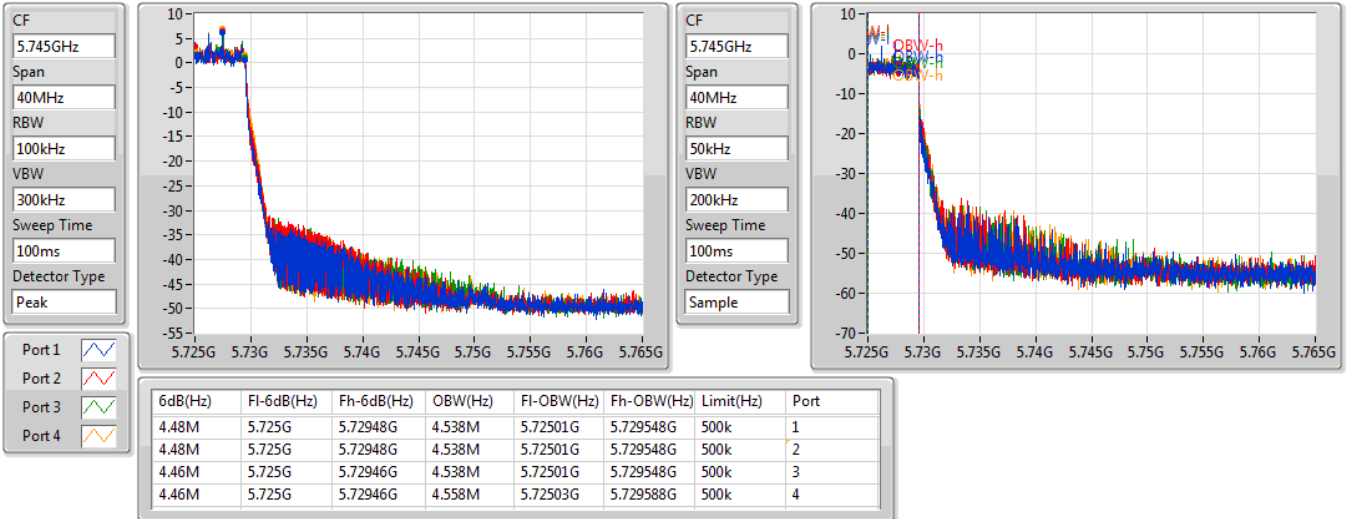 CF
5.745GHz
Span
40MHz
RBW
100kHz
VBW
300kHz
Sweep Time
100ms
Detector Type
Peak
10
5
0
-5
-10
-15
-20
-25
-30
-35
-40
-45
-50
-55
5.725G 5.73G 5.735G 5.74G 5.745G 5.75G 5.755G 5.76G 5.765G
CF
5.745GHz
Span
40MHz
RBW
50kHz
VBW
200kHz
Sweep Time
100ms
Detector Type
Sample
10
0
-10
-20
-30
-40
-50
-60
-70
OBW-h
OBW-h
OBW-h
5.725G 5.73G 5.735G 5.74G 5.745G 5.75G 5.755G 5.76G 5.765G
Port 1
Port 2
Port 3
Port 4
6dB(Hz) Fl-6dB(Hz) Fh-6dB(Hz) OBW(Hz) Fl-OBW(Hz) Fh-OBW(Hz) Limit(Hz) Port
4.48M 5.725G 5.72948G 4.538M 5.72501G 5.729548G 500k 1
4.48M 5.725G 5.72948G 4.538M 5.72501G 5.729548G 500k 2
4.46M 5.725G 5.72946G 4.538M 5.72501G 5.729548G 500k 3
4.46M 5.725G 5.72946G 4.558M 5.72503G 5.729588G 500k 4